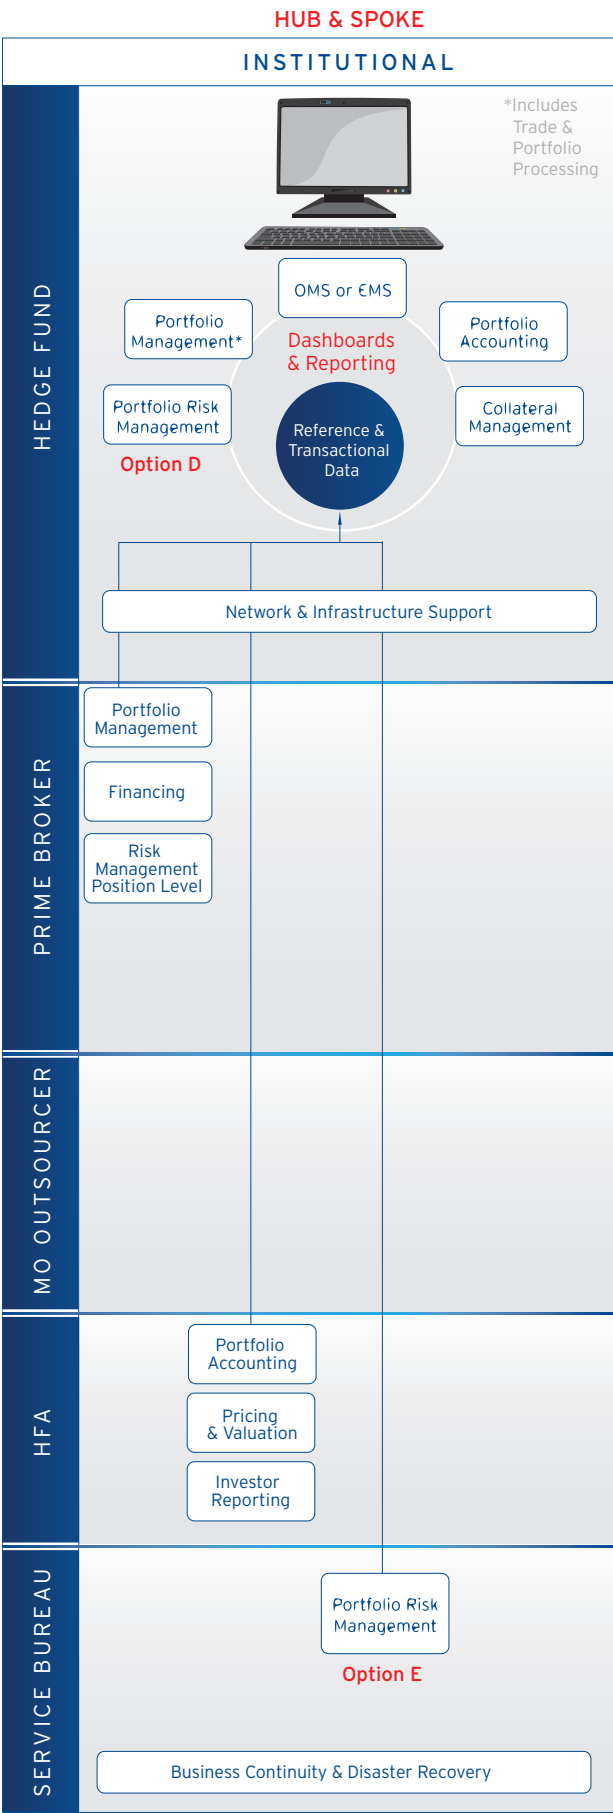 HUB & SPOKE
INSTITUTIONAL
*Includes
Trade &
Portfolio
Processing
HEDGE FUND
OMS or EMS
Portfolio
Management*
Dashboards
& Reporting
Portfolio
Accounting
Portfolio Risk
Management
Option D
Collateral
Management
Reference &
Transactional
Data
Network & Infrastructure Support
PRIME BROKER
Portfolio
Management
Financing
Risk
Management
Position Level
MO OUTSOURCER
HFA
Portfolio
Accounting
Pricing
& Valuation
Investor
Reporting
SERVICE BUREAU
Portfolio Risk
Management
Option E
Business Continuity & Disaster Recovery